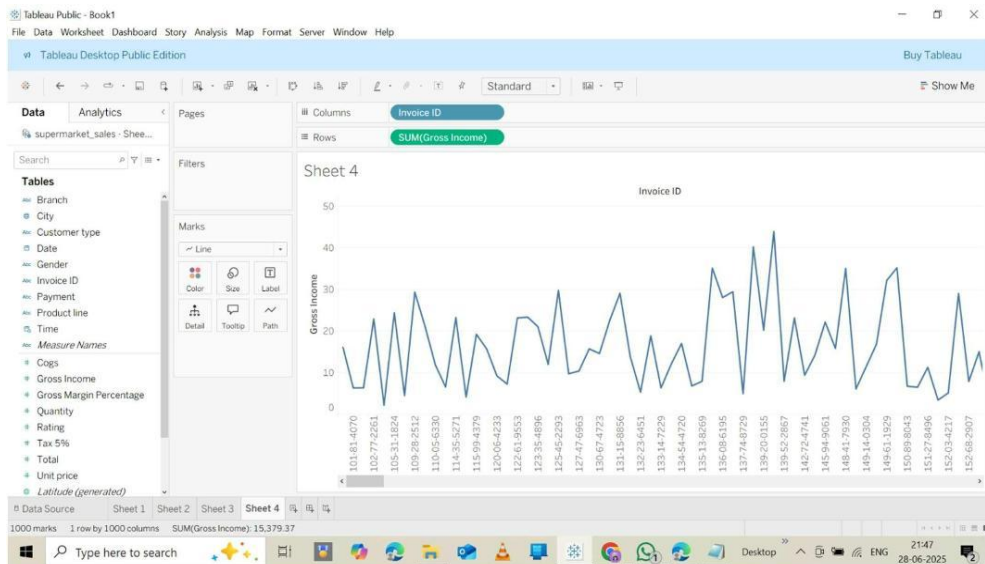 Tableau Public - Book1
File Data Worksheet Dashboard Story Analysis Map Format Server Window Help
Tableau Desktop Public Edition
Buy Tableau
Standard
Show Me
Data Analytics
Pages
Columns
Invoice ID
supermarket_sales - Shee...
Rows
SUM(Gross Income)
Search
Filters
Sheet 4
Tables
Invoice ID
Abc Branch
City
Abc Customer type
Date
Abc Gender
Abc Invoice ID
Abc Payment
Abc Product line
Time
Abc Measure Names
Cogs
Gross Income
Gross Margin Percentage
Quantity
Rating
Tax 5%
Total
Unit price
Latitude (generated)
Marks
Line
Color
Size
Label
Detail
Tooltip
Path
Gross Income
50
40
30
20
10
0
101-81-4070
102-77-2261
105-31-1824
109-28-2512
110-05-6330
114-35-5271
115-99-4379
120-06-4233
122-61-9553
123-35-4896
125-45-2293
127-47-6963
130-67-4723
131-15-8856
132-23-6451
133-14-7229
134-54-4720
135-13-8269
136-08-6195
137-74-8729
139-20-0155
139-52-2867
142-72-4741
145-94-9061
148-41-7930
149-14-0304
149-61-1929
150-89-8043
151-27-8496
152-03-4217
152-68-2907
Data Source
Sheet 1
Sheet 2
Sheet 3
Sheet 4
1000 marks 1 row by 1000 columns SUM(Gross Income): 15,379.37
Type here to search
Desktop
ENG
21:47
28-06-2025
2